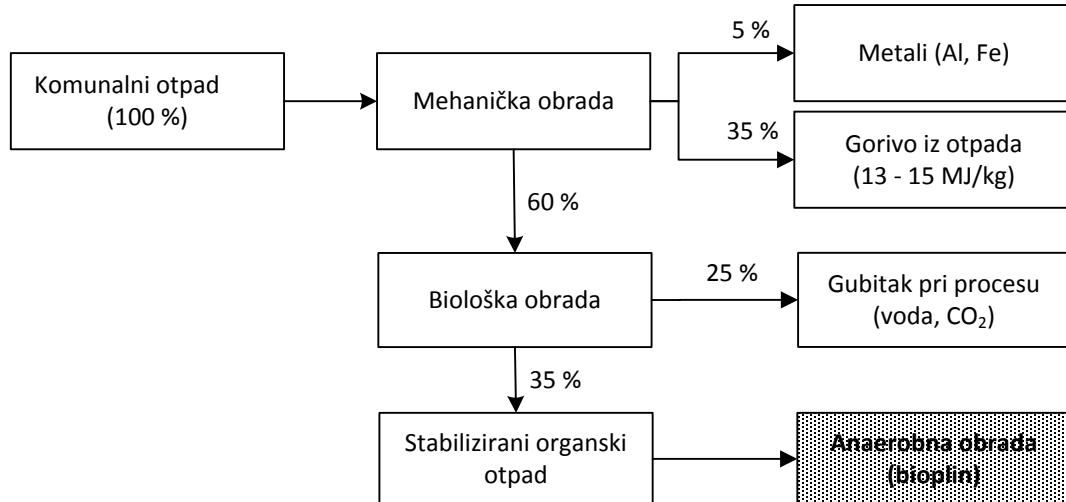 Komunalni otpad
(100 %)
Mehanička obrada
5 %
Metali (Al, Fe)
35 %
Gorivo iz otpada
(13 - 15 MJ/kg)
60 %
Biološka obrada
25 %
Gubitak pri procesu
(voda, CO₂)
35 %
Stabilizirani organski
otpad
Anaerobna obrada
(bioplin)